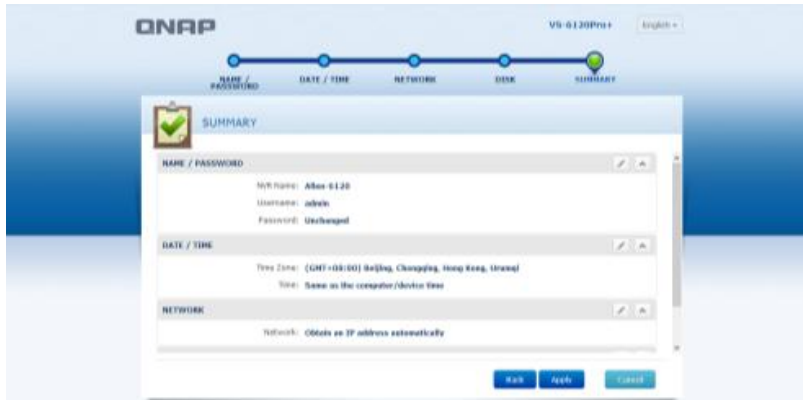 QNAP
VS-6120Pro+ English
NAME / PASSWORD
DATE / TIME
NETWORK
DISK
SUMMARY
SUMMARY
NAME / PASSWORD
NVR Name: Allen-6120
Username: admin
Password: Unchanged
DATE / TIME
Time Zone: (GMT+08:00) Beijing, Chongqing, Hong Kong, Urumqi
Time: Same as the computer/device time
NETWORK
Network: Obtain an IP address automatically
Back Apply Cancel